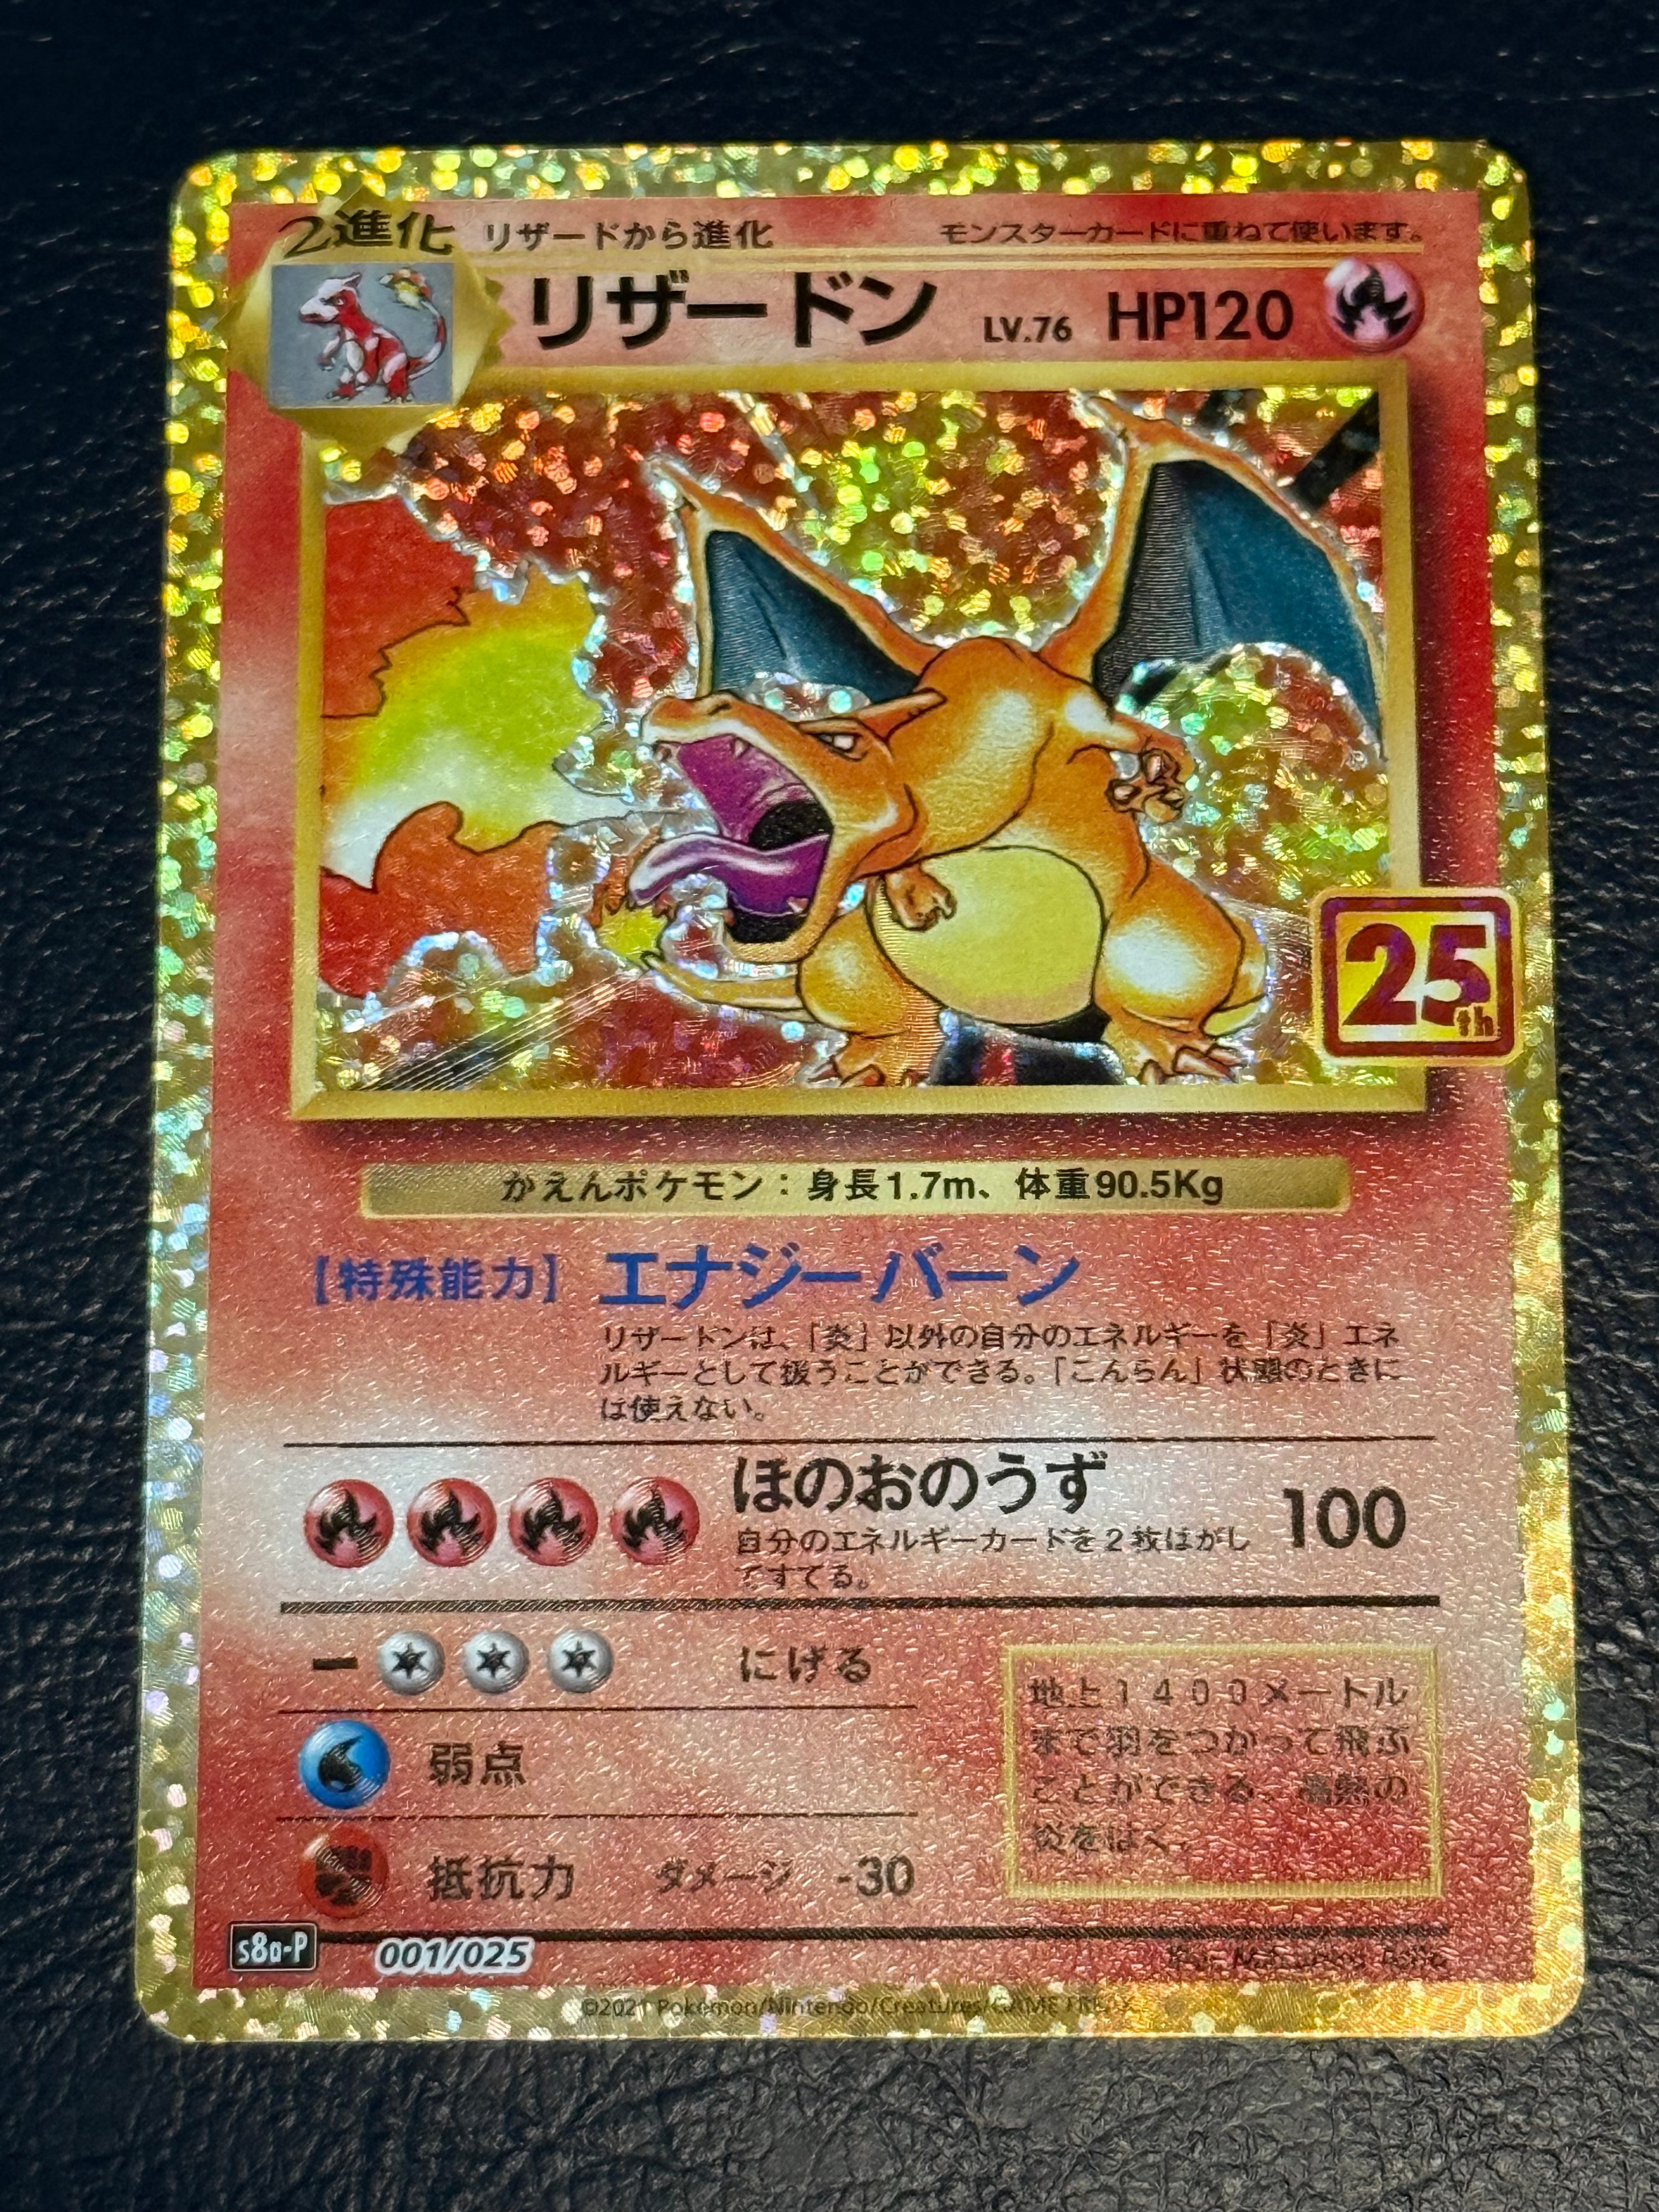 2進化 リザードから進化 モンスターカードに重ねて使います。
リザードン LV.76 HP120
25th
かえんポケモン：身長1.7m、体重90.5Kg
【特殊能力】 エナジーバーン
リザードンは、「炎」以外の自分のエネルギーを「炎」エネ
ルギーとして扱うことができる。「こんらん」状態のときに
は使えない。
ほのおのうず 100
自分のエネルギーカードを２枚はがし
てすてる。
ー にげる
弱点
抵抗力 ダメージ -30
地上１４００メートル
まで羽をつかって飛ぶ
ことができる。高熱の
炎をはく。
s8a-P 001/025
©2021 Pokémon/Nintendo/Creatures/GAME FREAK